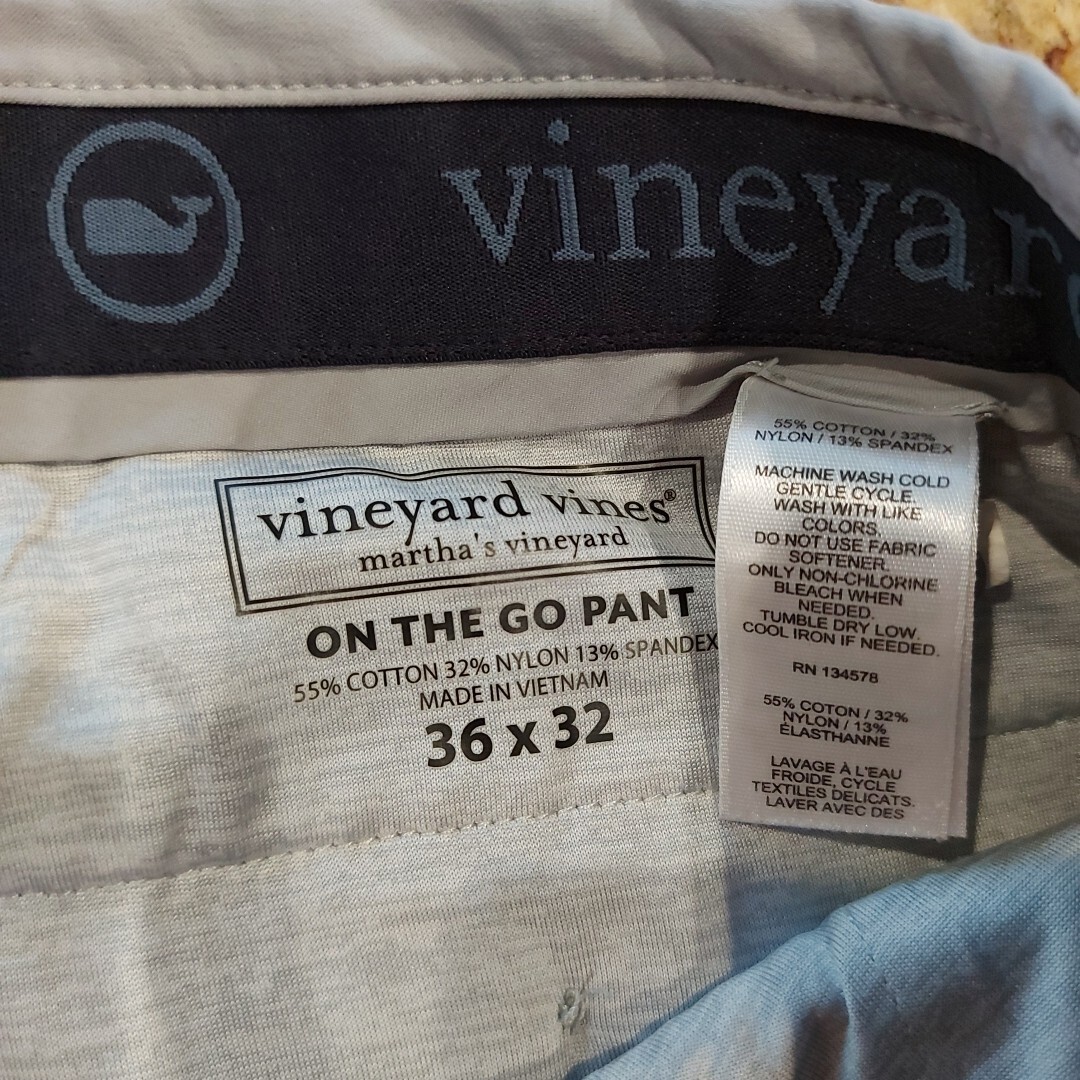 vineyar
vineyard vines®
martha's vineyard
ON THE GO PANT
55% COTTON 32% NYLON 13% SPANDEX
MADE IN VIETNAM
36 x 32
55% COTTON / 32%
NYLON / 13% SPANDEX
MACHINE WASH COLD
GENTLE CYCLE.
WASH WITH LIKE
COLORS.
DO NOT USE FABRIC
SOFTENER.
ONLY NON-CHLORINE
BLEACH WHEN
NEEDED.
TUMBLE DRY LOW.
COOL IRON IF NEEDED.
RN 134578
55% COTON / 32%
NYLON / 13%
ÉLASTHANNE
LAVAGE À L'EAU
FROIDE, CYCLE
TEXTILES DÉLICATS.
LAVER AVEC DES